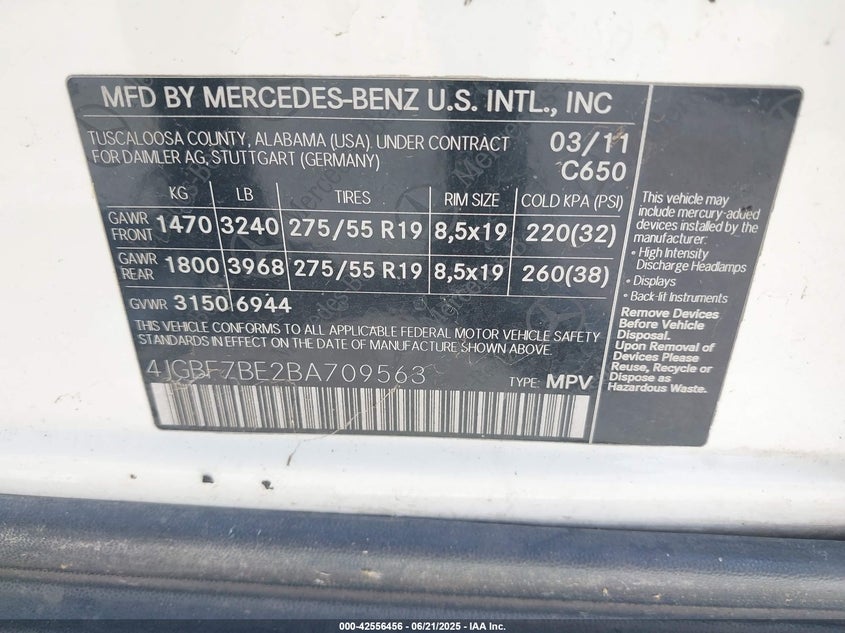 MFD BY MERCEDES-BENZ U.S. INTL., INC
TUSCALOOSA COUNTY, ALABAMA (USA) UNDER CONTRACT
FOR DAIMLER AG, STUTTGART (GERMANY)
03/11
C650
KG LB TIRES RIM SIZE COLD KPA (PSI)
GAWR FRONT 1470 3240 275/55 R19 8,5x19 220(32)
GAWR REAR 1800 3968 275/55 R19 8,5x19 260(38)
GVWR 3150 6944
THIS VEHICLE CONFORMS TO ALL APPLICABLE FEDERAL MOTOR VEHICLE SAFETY
STANDARDS IN EFFECT ON THE DATE OF MANUFACTURE SHOWN ABOVE.
4JGBF7BE2BA709563
TYPE: MPV
This vehicle may
include mercury-added
devices installed by the
manufacturer:
• High Intensity
Discharge Headlamps
• Displays
• Back-lit Instruments
Remove Devices
Before Vehicle
Disposal.
Upon Removal of
Devices Please
Reuse, Recycle or
Dispose as
Hazardous Waste.
000-42556456 | 06/21/2025 | IAA Inc.